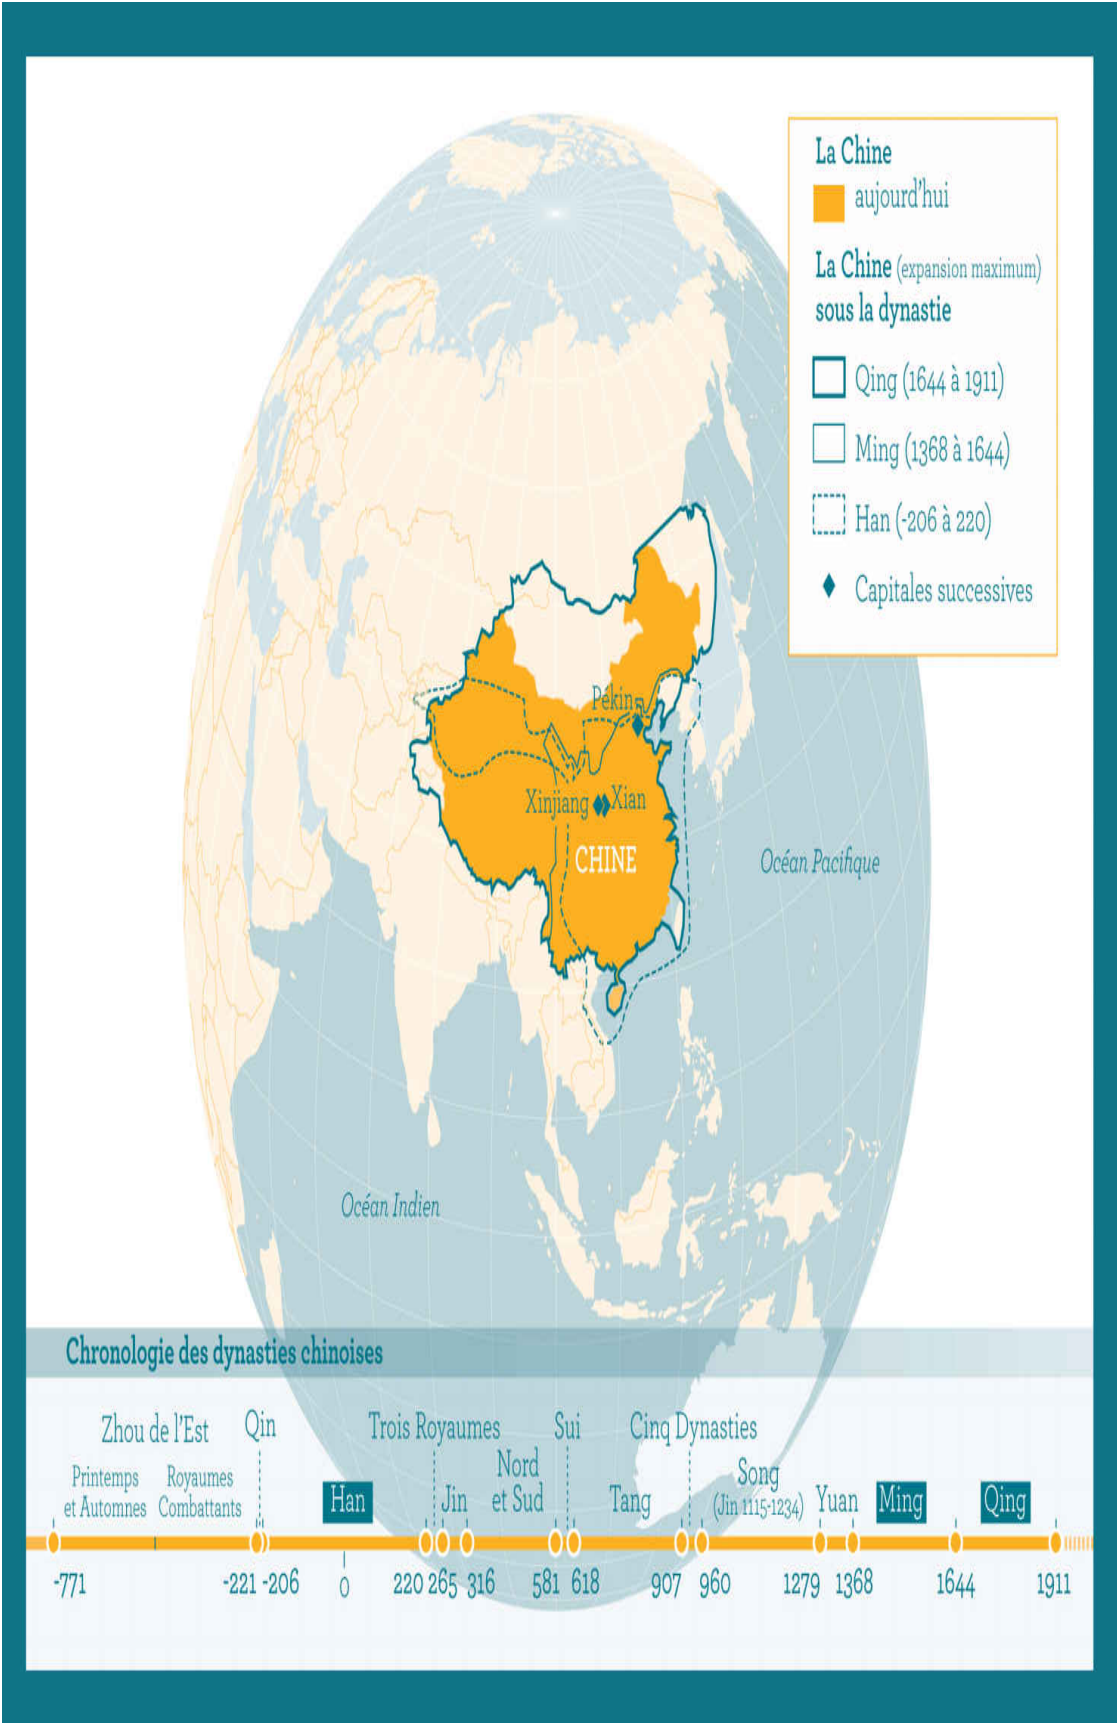 La Chine
aujourd'hui
La Chine (expansion maximum)
sous la dynastie
Qing (1644 à 1911)
Ming (1368 à 1644)
Han (-206 à 220)
Capitales successives
Pékin
Xinjiang
Xian
CHINE
Océan Pacifique
Océan Indien
Chronologie des dynasties chinoises
Zhou de l'Est
Qin
Trois Royaumes
Sui
Cinq Dynasties
Printemps
et Automnes
Royaumes
Combattants
Han
Jin
Nord
et Sud
Tang
Song
(Jin 1115-1234)
Yuan
Ming
Qing
-771 -221 -206 0 220 265 316 581 618 907 960 1279 1368 1644 1911